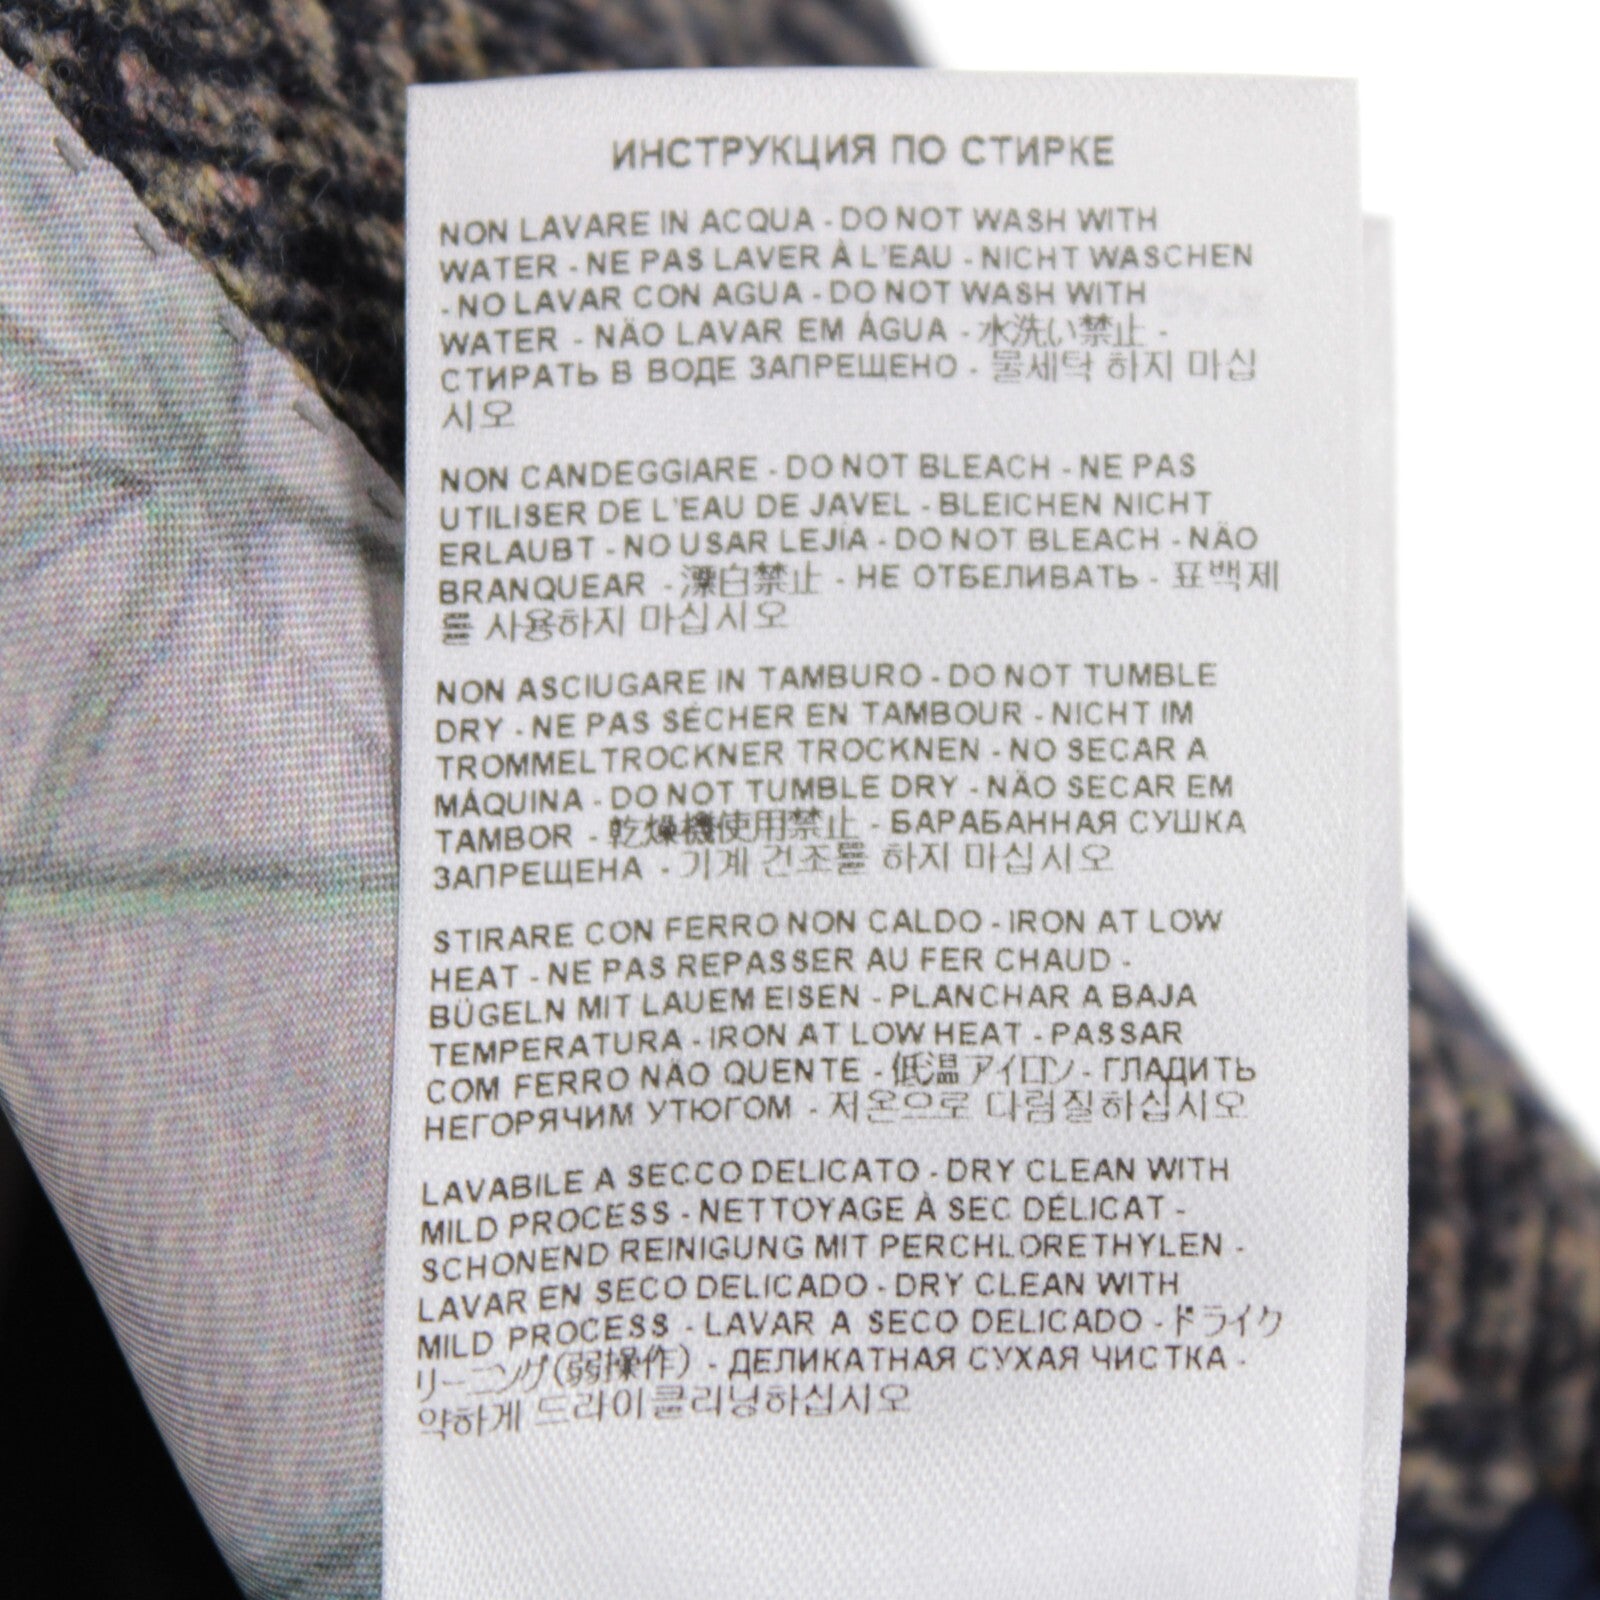 ИНСТРУКЦИЯ ПО СТИРКЕ
NON LAVARE IN ACQUA - DO NOT WASH WITH
WATER - NE PAS LAVER À L'EAU - NICHT WASCHEN
- NO LAVAR CON AGUA - DO NOT WASH WITH
WATER - NÃO LAVAR EM ÁGUA - 水洗い禁止 -
СТИРАТЬ В ВОДЕ ЗАПРЕЩЕНО - 물세탁 하지 마십
시오
NON CANDEGGIARE - DO NOT BLEACH - NE PAS
UTILISER DE L'EAU DE JAVEL - BLEICHEN NICHT
ERLAUBT - NO USAR LEJÍA - DO NOT BLEACH - NÃO
BRANQUEAR - 漂白禁止 - НЕ ОТБЕЛИВАТЬ - 표백제
를 사용하지 마십시오
NON ASCIUGARE IN TAMBURO - DO NOT TUMBLE
DRY - NE PAS SÉCHER EN TAMBOUR - NICHT IM
TROMMELTROCKNER TROCKNEN - NO SECAR A
MÁQUINA - DO NOT TUMBLE DRY - NÃO SECAR EM
TAMBOR - 乾燥機使用禁止 - БАРАБАННАЯ СУШКА
ЗАПРЕЩЕНА - 기계 건조를 하지 마십시오
STIRARE CON FERRO NON CALDO - IRON AT LOW
HEAT - NE PAS REPASSER AU FER CHAUD -
BÜGELN MIT LAUEM EISEN - PLANCHAR A BAJA
TEMPERATURA - IRON AT LOW HEAT - PASSAR
COM FERRO NÃO QUENTE - 低温アイロン - ГЛАДИТЬ
НЕГОРЯЧИМ УТЮГОМ - 저온으로 다림질하십시오
LAVABILE A SECCO DELICATO - DRY CLEAN WITH
MILD PROCESS - NETTOYAGE À SEC DÉLICAT -
SCHONEND REINIGUNG MIT PERCHLORETHYLEN -
LAVAR EN SECO DELICADO - DRY CLEAN WITH
MILD PROCESS - LAVAR A SECO DELICADO - ドライク
リーニング(弱操作) - ДЕЛИКАТНАЯ СУХАЯ ЧИСТКА -
약하게 드라이클리닝하십시오